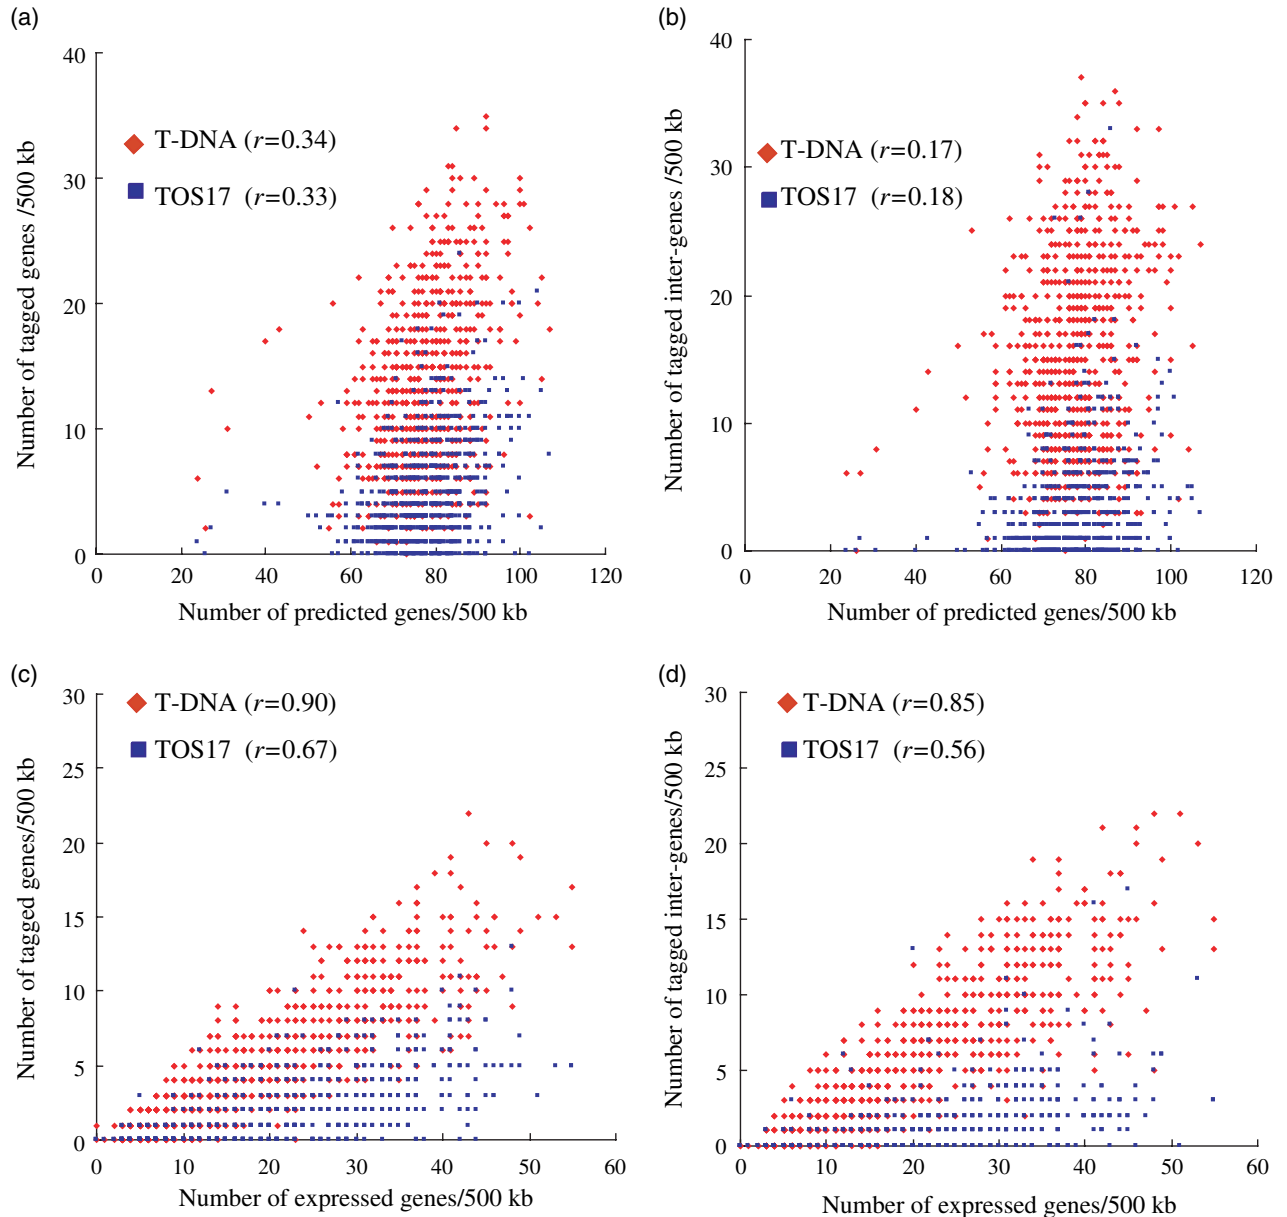 (a)
Number of tagged genes /500 kb
40
30
20
10
0
T-DNA (r=0.34)
TOS17 (r=0.33)
0 20 40 60 80 100 120
Number of predicted genes/500 kb
(b)
Number of tagged inter-genes /500 kb
40
30
20
10
0
T-DNA (r=0.17)
TOS17 (r=0.18)
0 20 40 60 80 100 120
Number of predicted genes/500 kb
(c)
Number of tagged genes/500 kb
30
25
20
15
10
5
0
T-DNA (r=0.90)
TOS17 (r=0.67)
0 10 20 30 40 50 60
Number of expressed genes/500 kb
(d)
Number of tagged inter-genes/500 kb
30
25
20
15
10
5
0
T-DNA (r=0.85)
TOS17 (r=0.56)
0 10 20 30 40 50 60
Number of expressed genes/500 kb